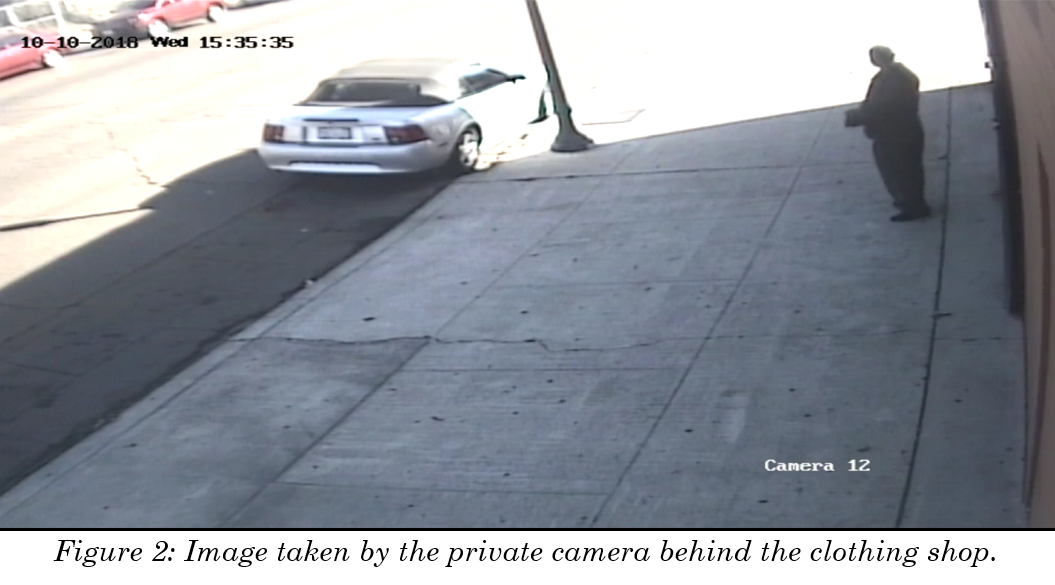 10-10-2018 Wed 15:35:35
Camera 12
Figure 2: Image taken by the private camera behind the clothing shop.